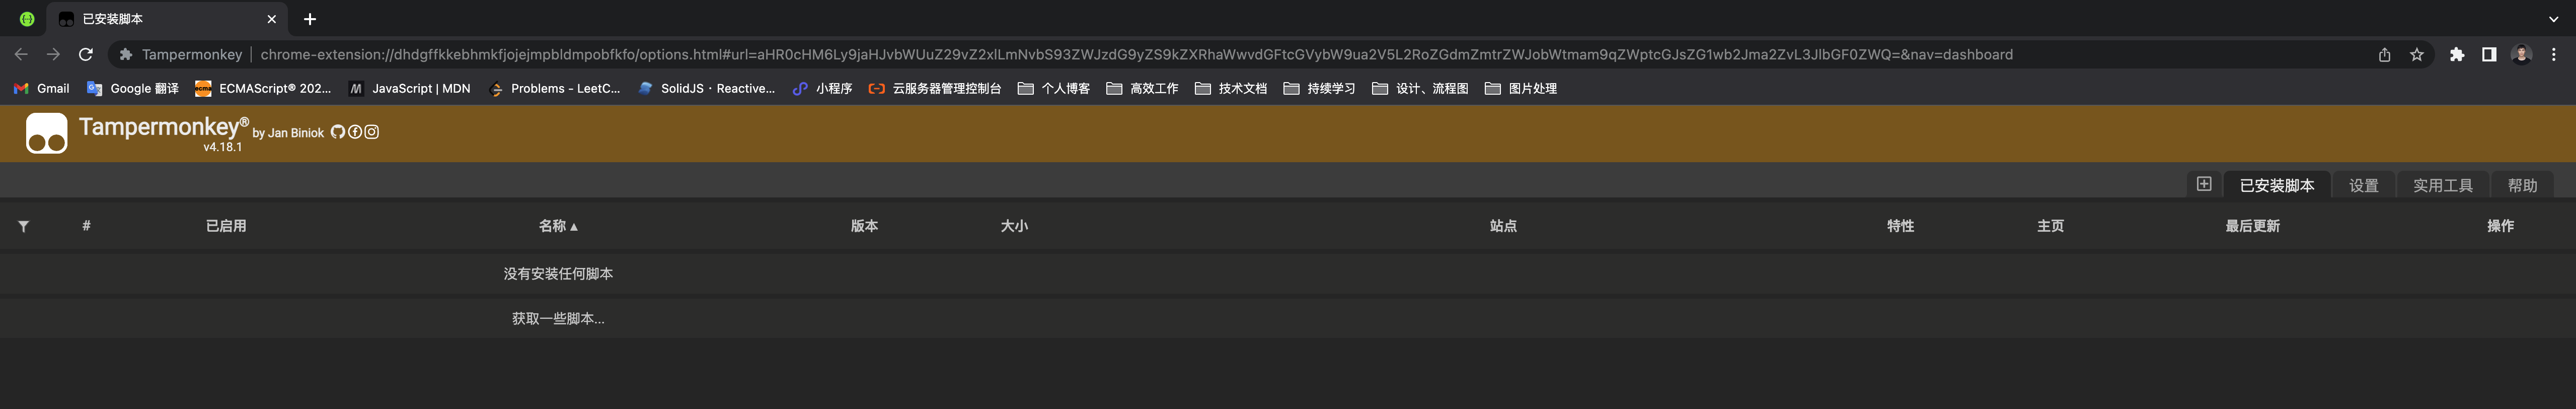 已安装脚本
Tampermonkey | chrome-extension://dhdgffkkebhmkfjojejmpbldmpobfkfo/options.html#url=aHR0cHM6Ly9jaHJvbWUuZ29vZ2xlLmNvbS93ZWJzdG9yZS9kZXRhaWwvdGFtcGVybW9ua2V5L2RoZGdmZmtrZWJobWtmam9qZWptcGJsZG1wb2Jma2ZvL3JlbGF0ZWQ=&nav=dashboard
Gmail Google 翻译 ecma ECMAScript® 202... JavaScript | MDN Problems - LeetC... SolidJS · Reactive... 小程序 云服务器管理控制台 个人博客 高效工作 技术文档 持续学习 设计、流程图 图片处理
Tampermonkey® by Jan Biniok
v4.18.1
已安装脚本 设置 实用工具 帮助
# 已启用 名称 ▲ 版本 大小 站点 特性 主页 最后更新 操作
没有安装任何脚本
获取一些脚本...